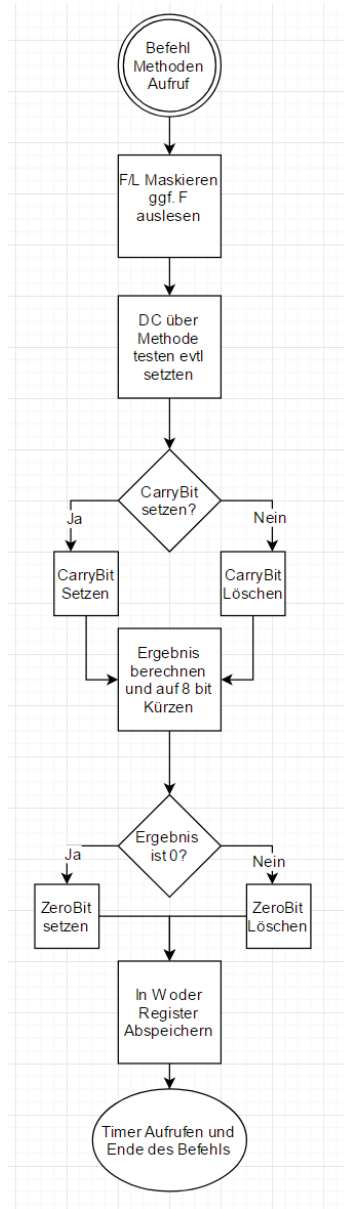 Befehl
Methoden
Aufruf
F/L Maskieren
ggf. F
auslesen
DC über
Methode
testen evtl
setzten
CarryBit
setzen?
Ja
Nein
CarryBit
Setzen
CarryBit
Löschen
Ergebnis
berechnen
und auf 8 bit
Kürzen
Ergebnis
ist 0?
Ja
Nein
ZeroBit
setzen
ZeroBit
Löschen
In W oder
Register
Abspeichern
Timer Aufrufen und
Ende des Befehls